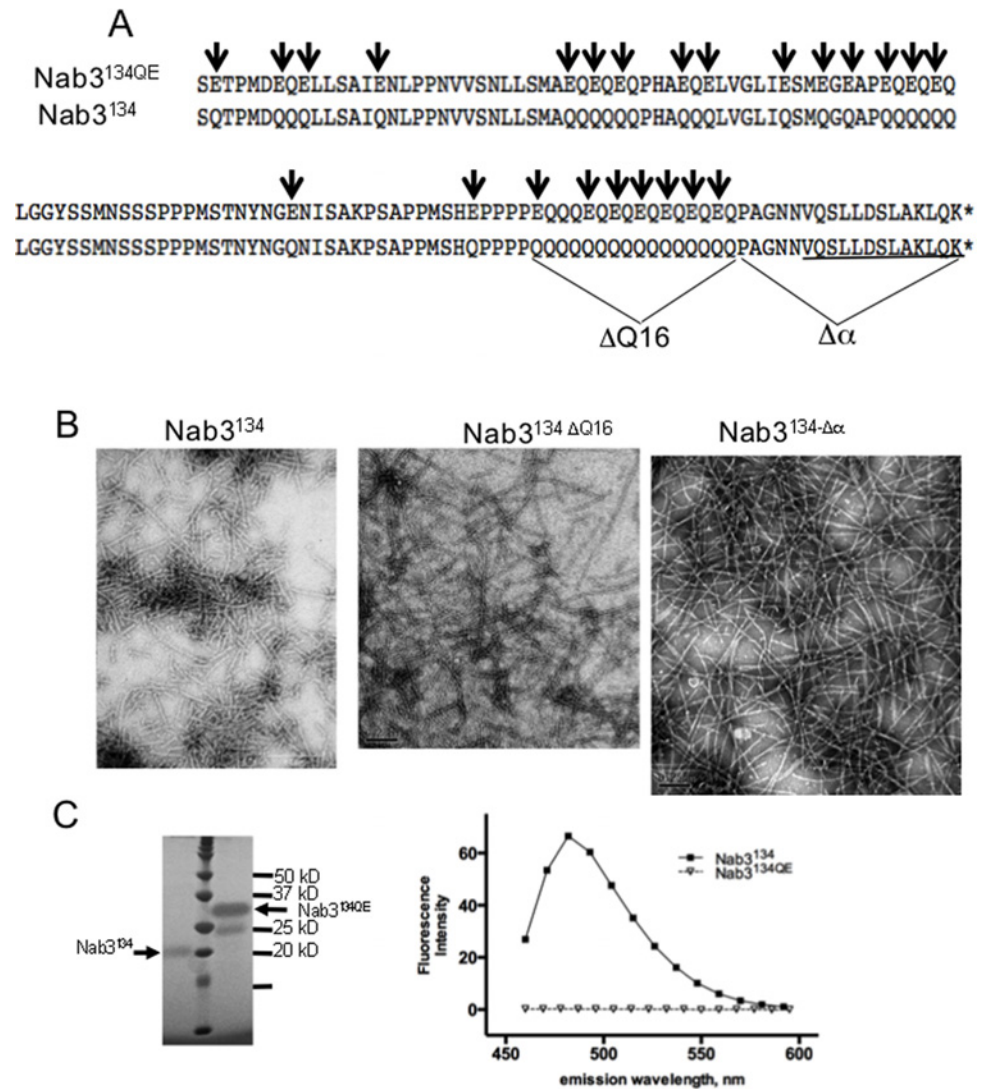 A
Nab3134QE SETPMDEQELLSAIENLPPNVVSNLLSMAEQEQEQPHAEQELVGLIESMEGEAPEQEQEQ
Nab3134 SQTPMDQQQLLSAIQNLPPNVVSNLLSMAQQQQQQPHAQQQLVGLIQSMQGQAPQQQQQQ
LGGYSSMNSSSPPPMSTNYNGENISAKPSAPPMSHEPPPPEQQQEQEQEQEQEQEQPAGNNVQSLLDSLAKLQK*
LGGYSSMNSSSPPPMSTNYNGQNISAKPSAPPMSHQPPPPQQQQQQQQQQQQQQQQPAGNNVQSLLDSLAKLQK*
ΔQ16 Δα
B
Nab3134 Nab3134 ΔQ16 Nab3134-Δα
C
50 kD
37 kD
Nab3134QE
25 kD
Nab3134 20 kD
Fluorescence
Intensity
60
40
20
0
Nab3134
Nab3134QE
450 500 550 600
emission wavelength, nm